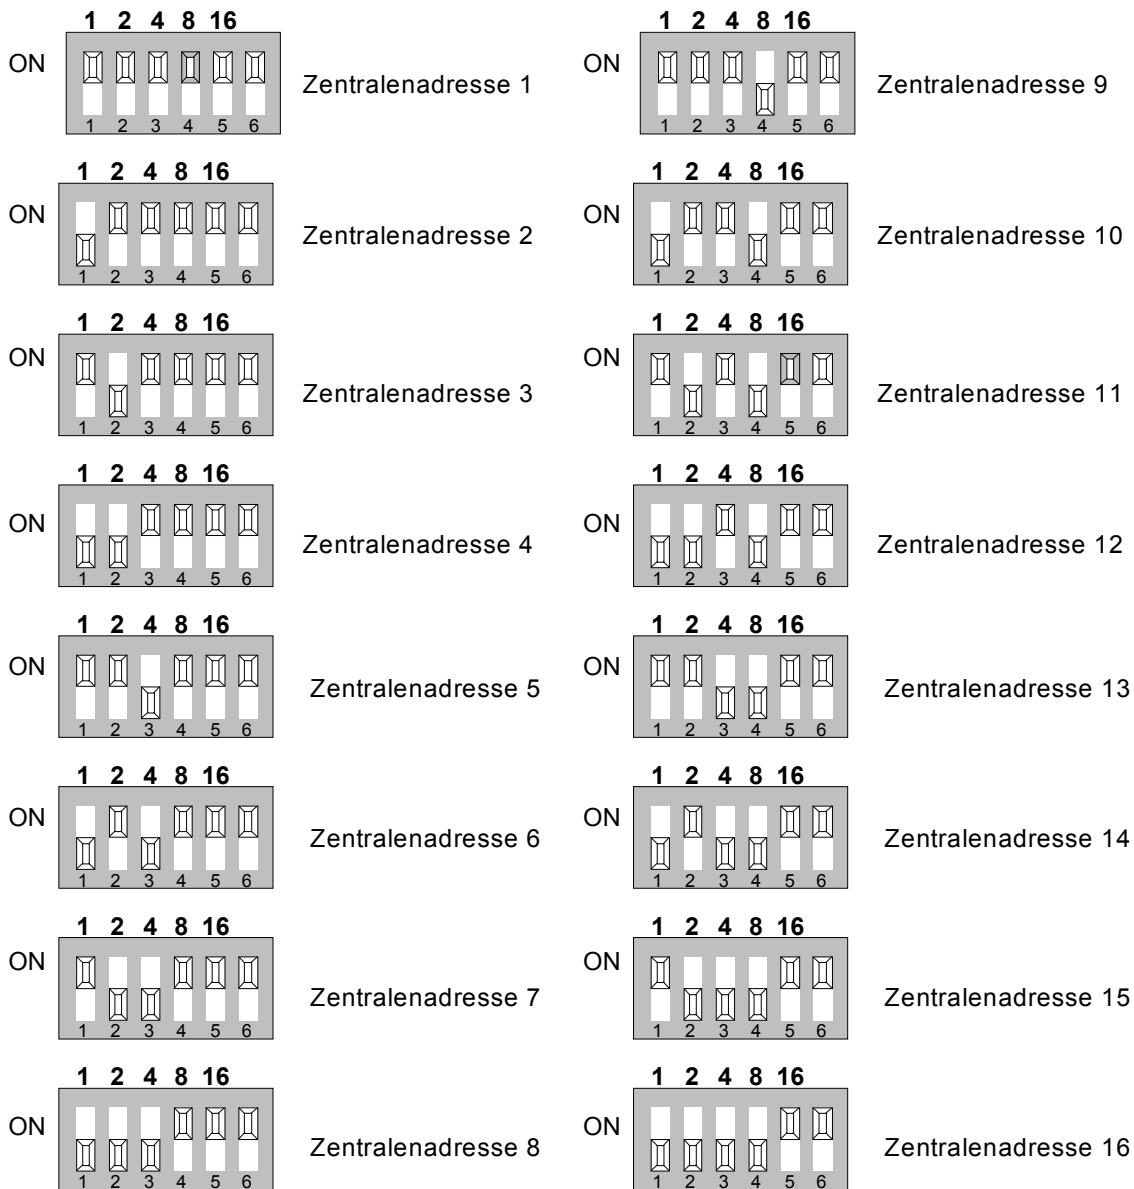 1 2 4 8 16
ON
Zentralenadresse 1
1 2 3 4 5 6
1 2 4 8 16
ON
Zentralenadresse 9
1 2 3 4 5 6
1 2 4 8 16
ON
Zentralenadresse 2
1 2 3 4 5 6
1 2 4 8 16
ON
Zentralenadresse 10
1 2 3 4 5 6
1 2 4 8 16
ON
Zentralenadresse 3
1 2 3 4 5 6
1 2 4 8 16
ON
Zentralenadresse 11
1 2 3 4 5 6
1 2 4 8 16
ON
Zentralenadresse 4
1 2 3 4 5 6
1 2 4 8 16
ON
Zentralenadresse 12
1 2 3 4 5 6
1 2 4 8 16
ON
Zentralenadresse 5
1 2 3 4 5 6
1 2 4 8 16
ON
Zentralenadresse 13
1 2 3 4 5 6
1 2 4 8 16
ON
Zentralenadresse 6
1 2 3 4 5 6
1 2 4 8 16
ON
Zentralenadresse 14
1 2 3 4 5 6
1 2 4 8 16
ON
Zentralenadresse 7
1 2 3 4 5 6
1 2 4 8 16
ON
Zentralenadresse 15
1 2 3 4 5 6
1 2 4 8 16
ON
Zentralenadresse 8
1 2 3 4 5 6
1 2 4 8 16
ON
Zentralenadresse 16
1 2 3 4 5 6